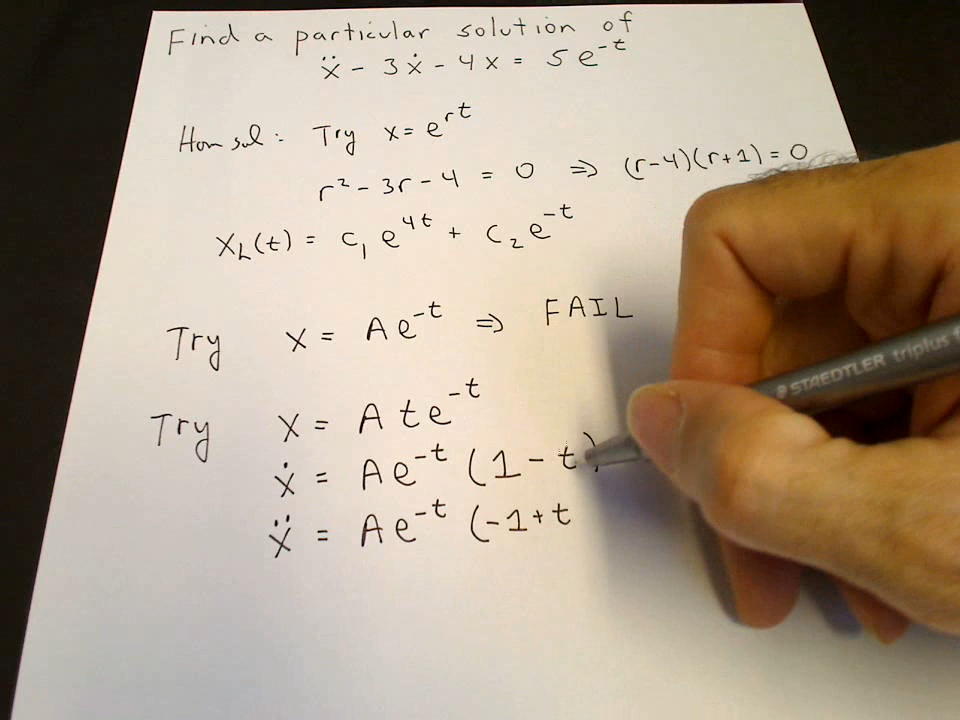 Find a particular solution of
ẍ - 3ẋ - 4x = 5e^{-t}
Hom sol: Try x = e^{rt}
r² - 3r - 4 = 0 ⇒ (r-4)(r+1) = 0
x_h(t) = c₁e^{4t} + c₂e^{-t}
Try x = Ae^{-t} ⇒ FAIL
Try x = Ate^{-t}
ẋ = Ae^{-t}(1-t)
ẍ = Ae^{-t}(-1+t
STAEDTLER triplus